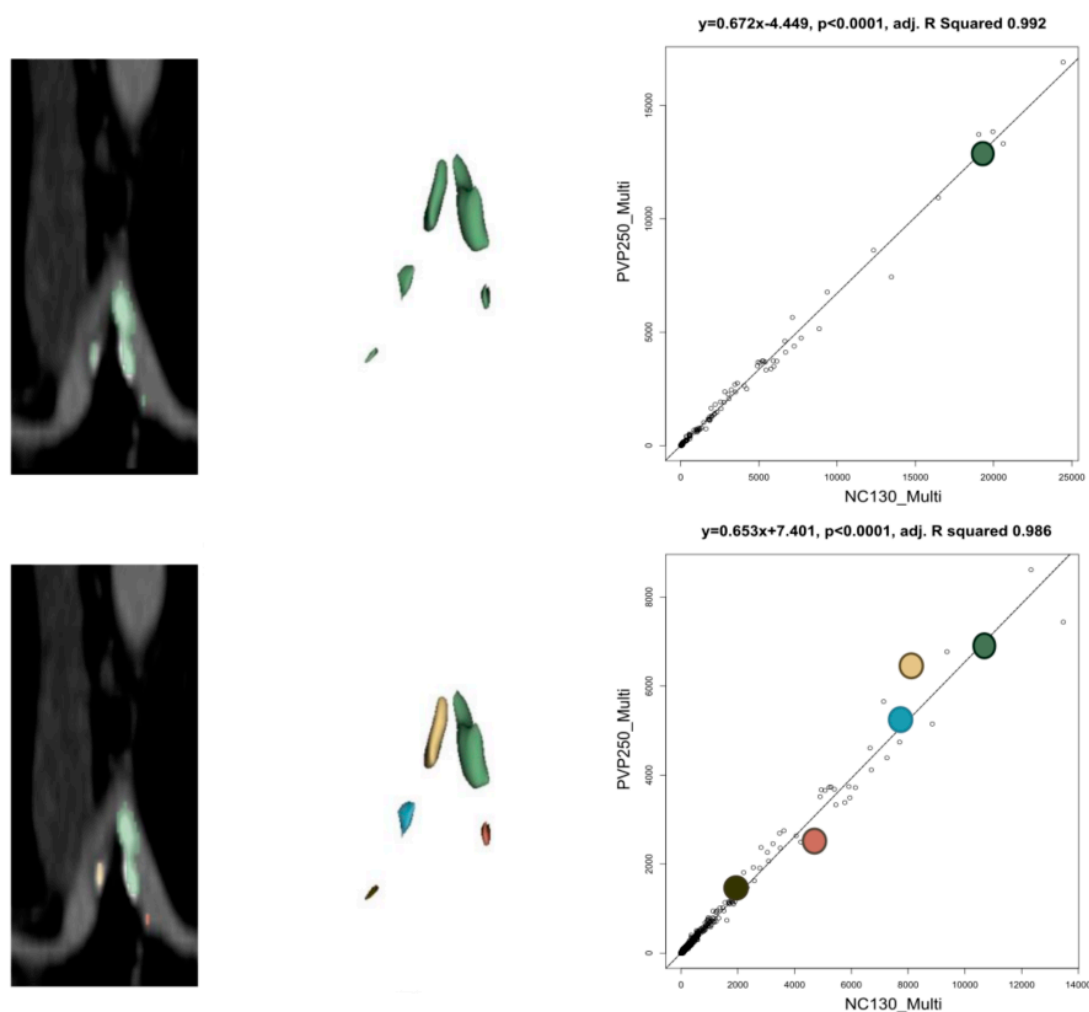 y=0.672x-4.449, p<0.0001, adj. R Squared 0.992
PVP250_Multi
15000
10000
5000
0
0 5000 10000 15000 20000 25000
NC130_Multi
y=0.653x+7.401, p<0.0001, adj. R squared 0.986
PVP250_Multi
8000
6000
4000
2000
0
0 2000 4000 6000 8000 10000 12000 14000
NC130_Multi